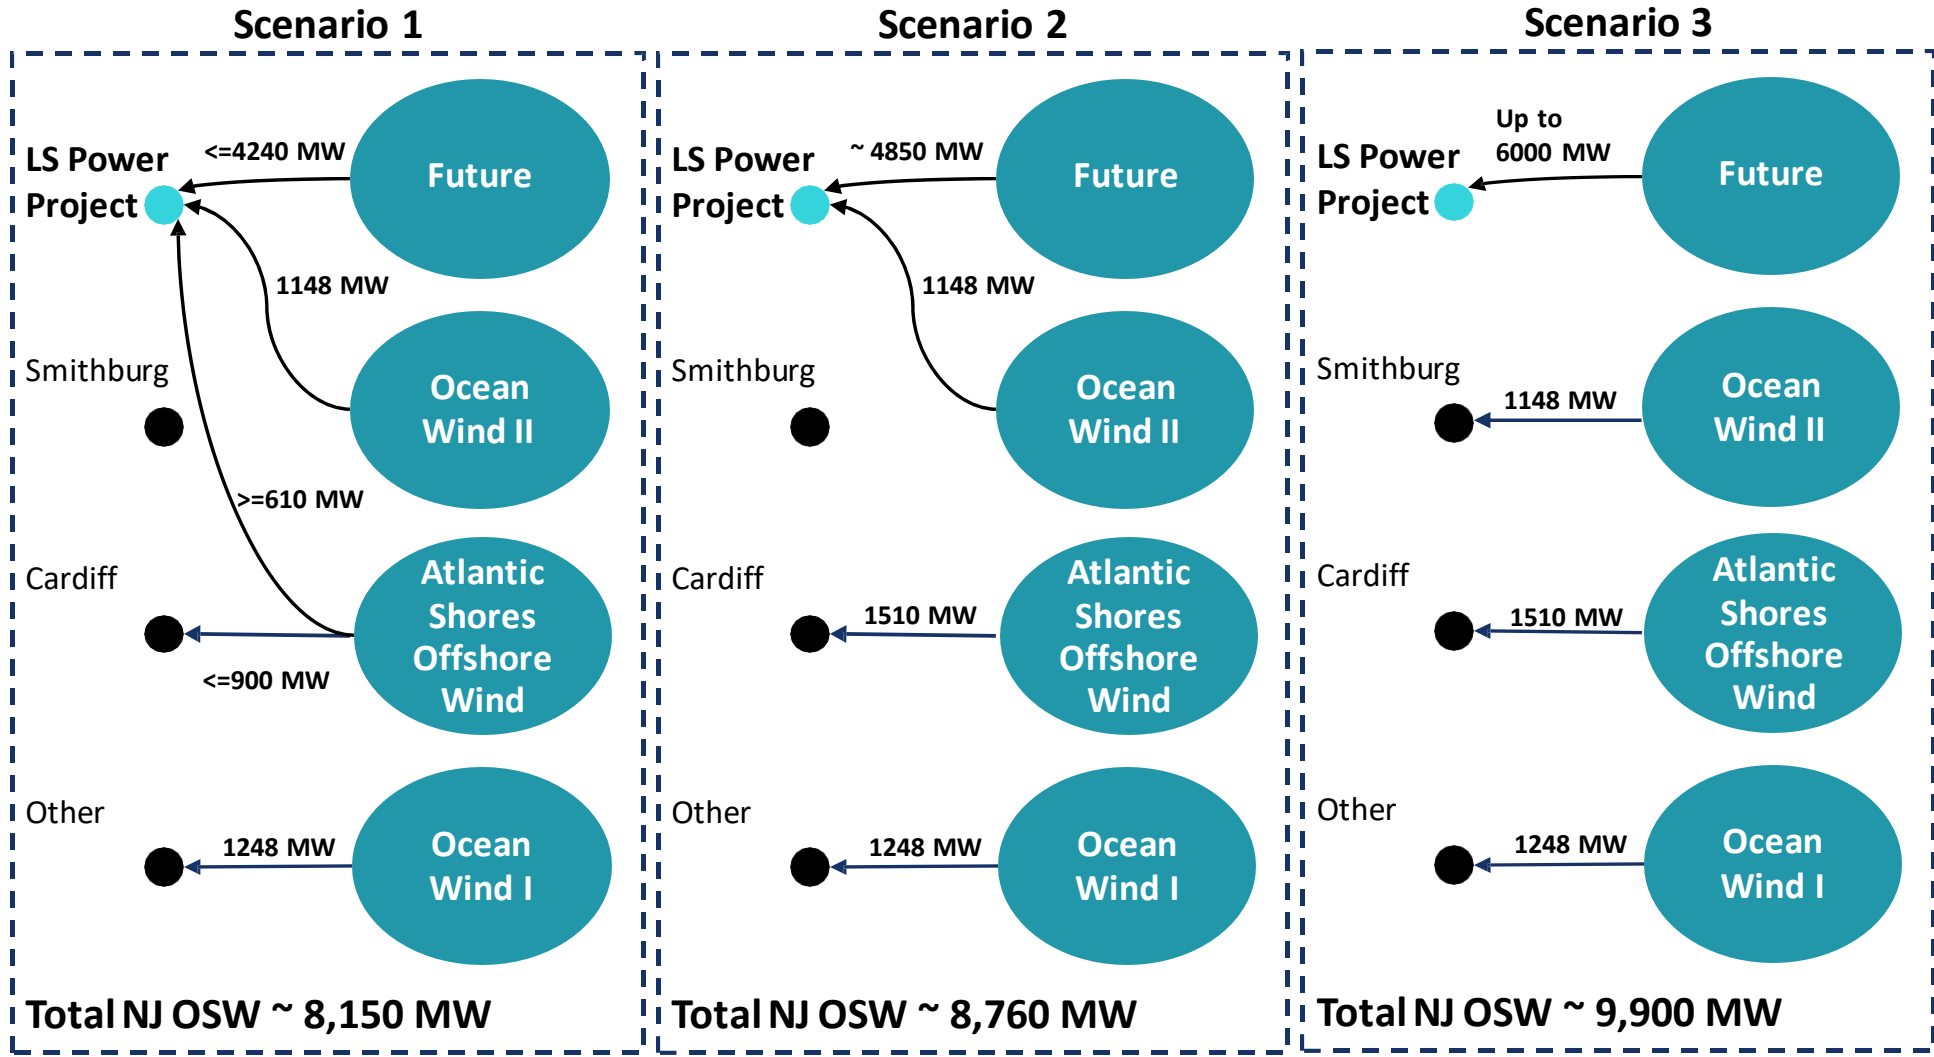 Scenario 1
LS Power
Project
<=4240 MW
Future
1148 MW
Smithburg
Ocean
Wind II
>=610 MW
Cardiff
<=900 MW
Atlantic
Shores
Offshore
Wind
Other
1248 MW
Ocean
Wind I
Total NJ OSW ~ 8,150 MW
Scenario 2
LS Power
Project
~ 4850 MW
Future
1148 MW
Smithburg
Ocean
Wind II
Cardiff
1510 MW
Atlantic
Shores
Offshore
Wind
Other
1248 MW
Ocean
Wind I
Total NJ OSW ~ 8,760 MW
Scenario 3
LS Power
Project
Up to
6000 MW
Future
Smithburg
1148 MW
Ocean
Wind II
Cardiff
1510 MW
Atlantic
Shores
Offshore
Wind
Other
1248 MW
Ocean
Wind I
Total NJ OSW ~ 9,900 MW